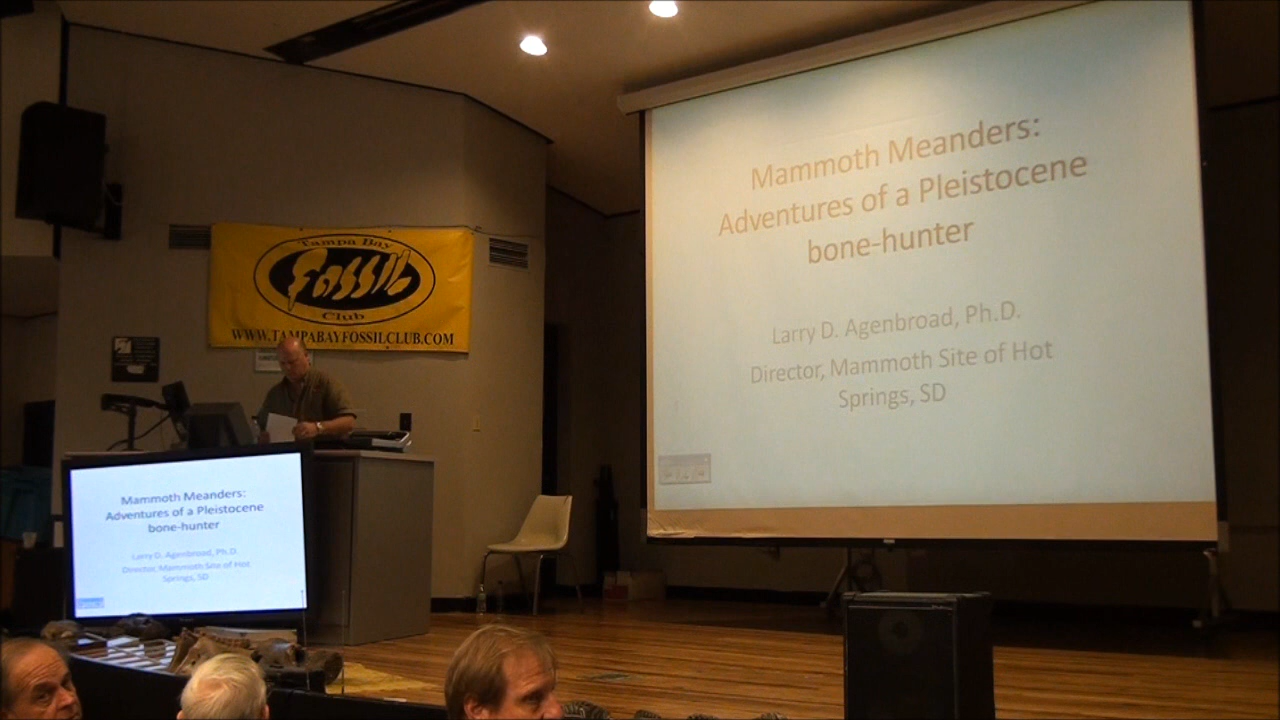 Mammoth Meanders:
Adventures of a Pleistocene
bone-hunter
Larry D. Agenbroad, Ph.D.
Director, Mammoth Site of Hot
Springs, SD
Tampa Bay
Fossil
Club
WWW.TAMPABAYFOSSILCLUB.COM
Mammoth Meanders:
Adventures of a Pleistocene
bone-hunter
Larry D. Agenbroad, Ph.D.
Director, Mammoth Site of Hot
Springs, SD